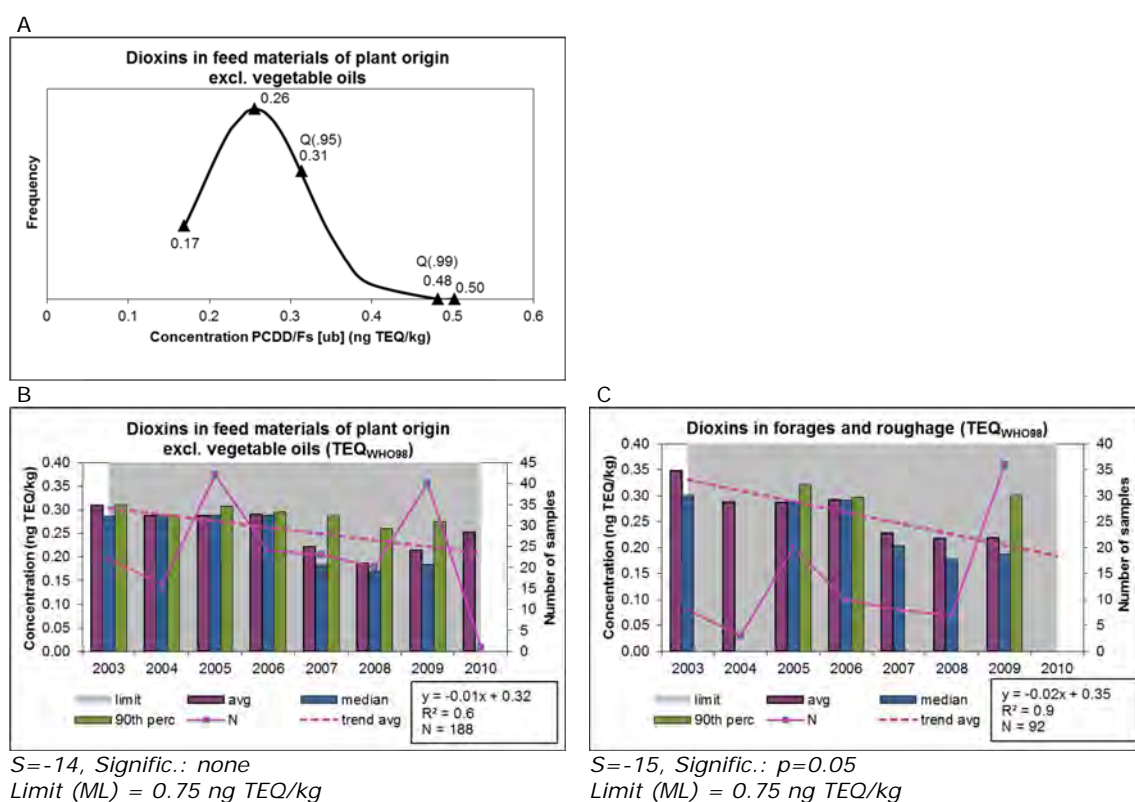 A
Dioxins in feed materials of plant origin
excl. vegetable oils
0.26
Q(.95)
0.31
0.17
Q(.99)
0.48
0.50
Frequency
0 0.1 0.2 0.3 0.4 0.5 0.6
Concentration PCDD/Fs [ub] (ng TEQ/kg)
B
Dioxins in feed materials of plant origin
excl. vegetable oils (TEQWHO98)
Concentration (ng TEQ/kg)
0.40
0.35
0.30
0.25
0.20
0.15
0.10
0.05
0.00
45
40
35
30
25
20
15
10
5
0
Number of samples
2003 2004 2005 2006 2007 2008 2009 2010
limit avg median
90th perc N trend avg
y = -0.01x + 0.32
R² = 0.6
N = 188
S=-14, Signific.: none
Limit (ML) = 0.75 ng TEQ/kg
C
Dioxins in forages and roughage (TEQWHO98)
Concentration (ng TEQ/kg)
0.40
0.35
0.30
0.25
0.20
0.15
0.10
0.05
0.00
40
35
30
25
20
15
10
5
0
Number of samples
2003 2004 2005 2006 2007 2008 2009 2010
limit avg median
90th perc N trend avg
y = -0.02x + 0.35
R² = 0.9
N = 92
S=-15, Signific.: p=0.05
Limit (ML) = 0.75 ng TEQ/kg